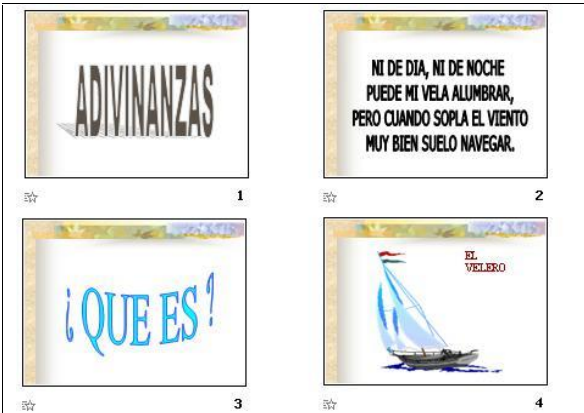 ADIVINANZAS
1
NI DE DIA, NI DE NOCHE
PUEDE MI VELA ALUMBRAR,
PERO CUANDO SOPLA EL VIENTO
MUY BIEN SUELO NAVEGAR.
2
¿ QUE ES ?
3
EL
VELERO
4